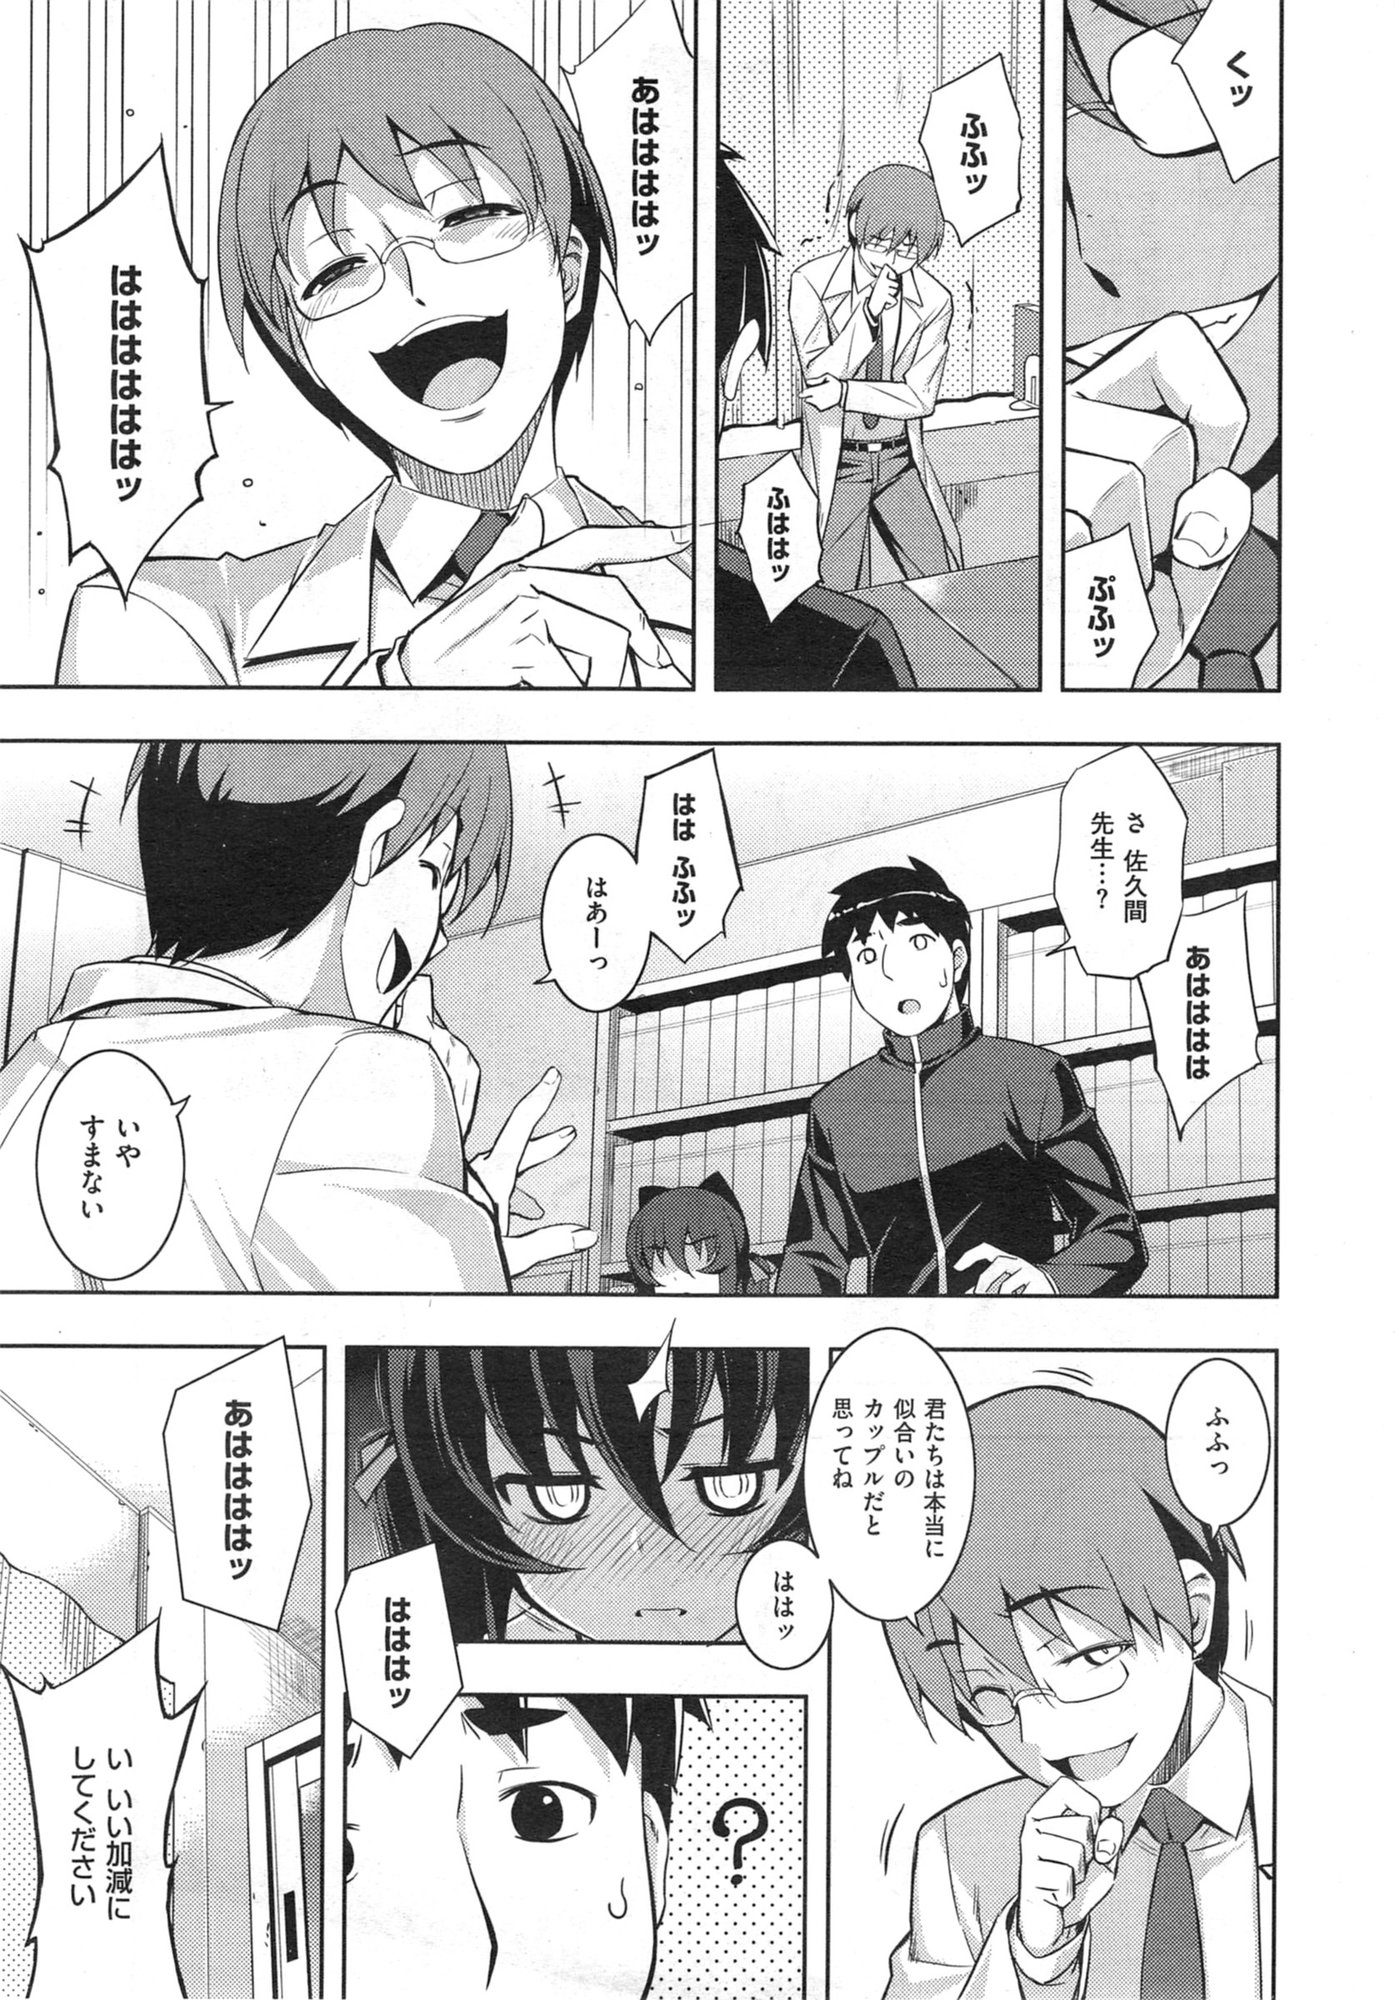 くッ
ぷふッ
ふふッ
ふははッ
あはははッ
ははははははッ
さ 佐久間
先生…?
あはははは
はは ふふッ
はあーっ
いや
すまない
ふふっ
君たちは本当に
似合いの
カップルだと
思ってね
ははッ
はははッ
?
あはははッ
い いい加減に
してください